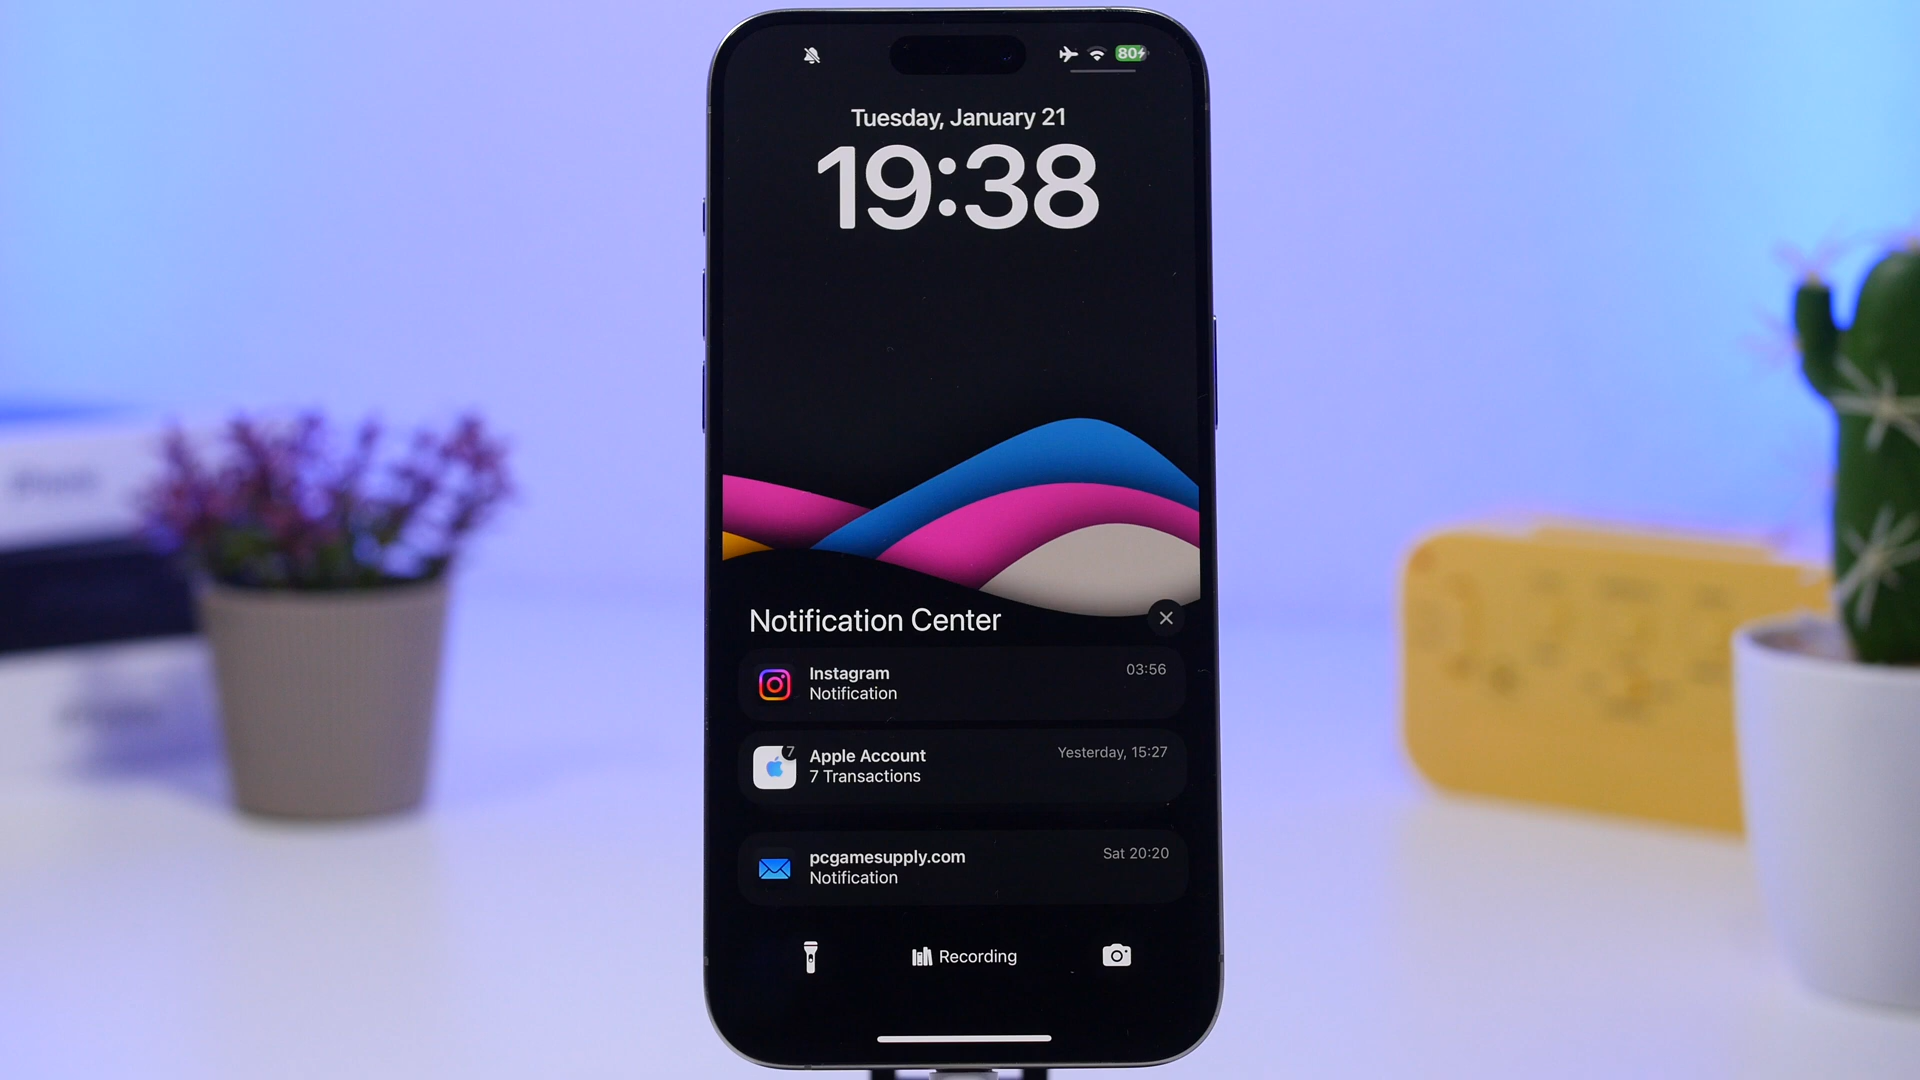 80
Tuesday, January 21
19:38
Notification Center
Instagram
03:56
Notification
7
Apple Account
Yesterday, 15:27
7 Transactions
pcgamesupply.com
Sat 20:20
Notification
Recording